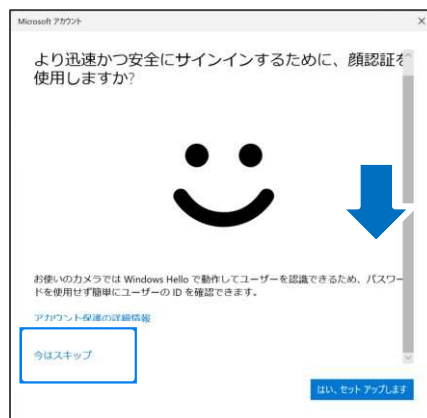 Microsoft アカウント
より迅速かつ安全にサインインするために、顔認証を
使用しますか?
お使いのカメラでは Windows Hello で動作してユーザーを認識できるため、パスワー
ドを使用せず簡単にユーザーの ID を確認できます。
アカウント保護の詳細情報
今はスキップ
はい、セット アップします